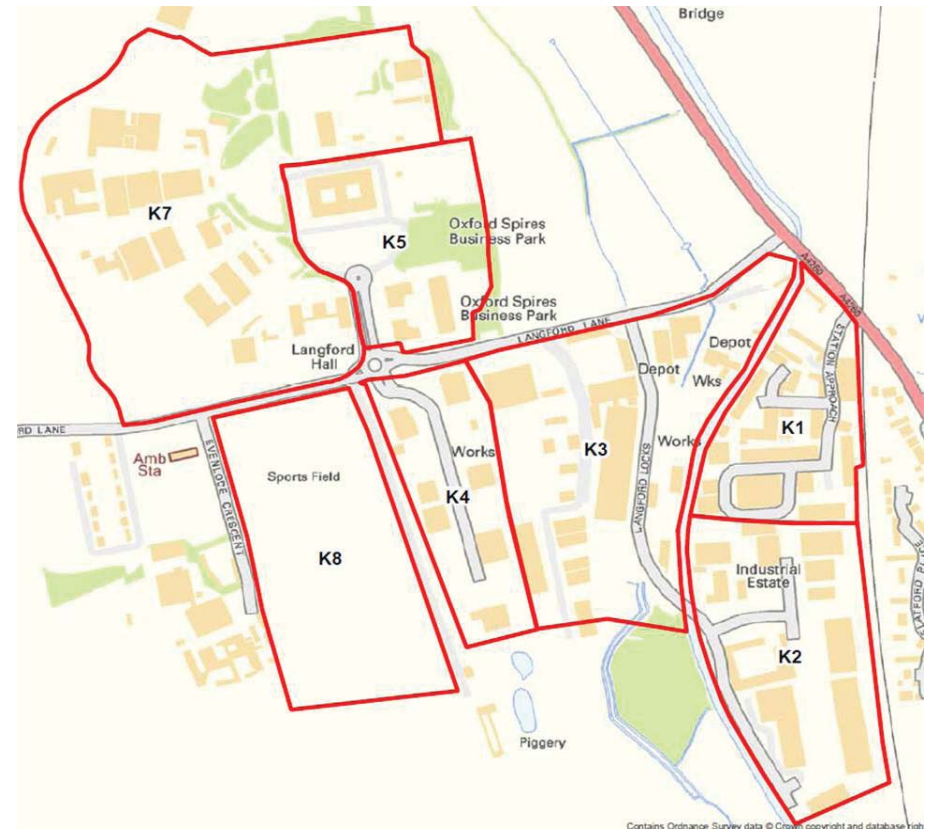 Bridge
K7
K5
Oxford Spires
Business Park
A4260
A4260
Oxford Spires
Business Park
LANGFORD LANE
STATION APPROACH
Langford
Hall
Depot
Depot
Wks
RD LANE
K1
Amb
Sta
EVENLODE CRESCENT
Sports Field
Works
K4
K3
Works
LANGFORD LOCKS
K8
Industrial
Estate
K2
Piggery
Contains Ordnance Survey data © Crown copyright and database righ